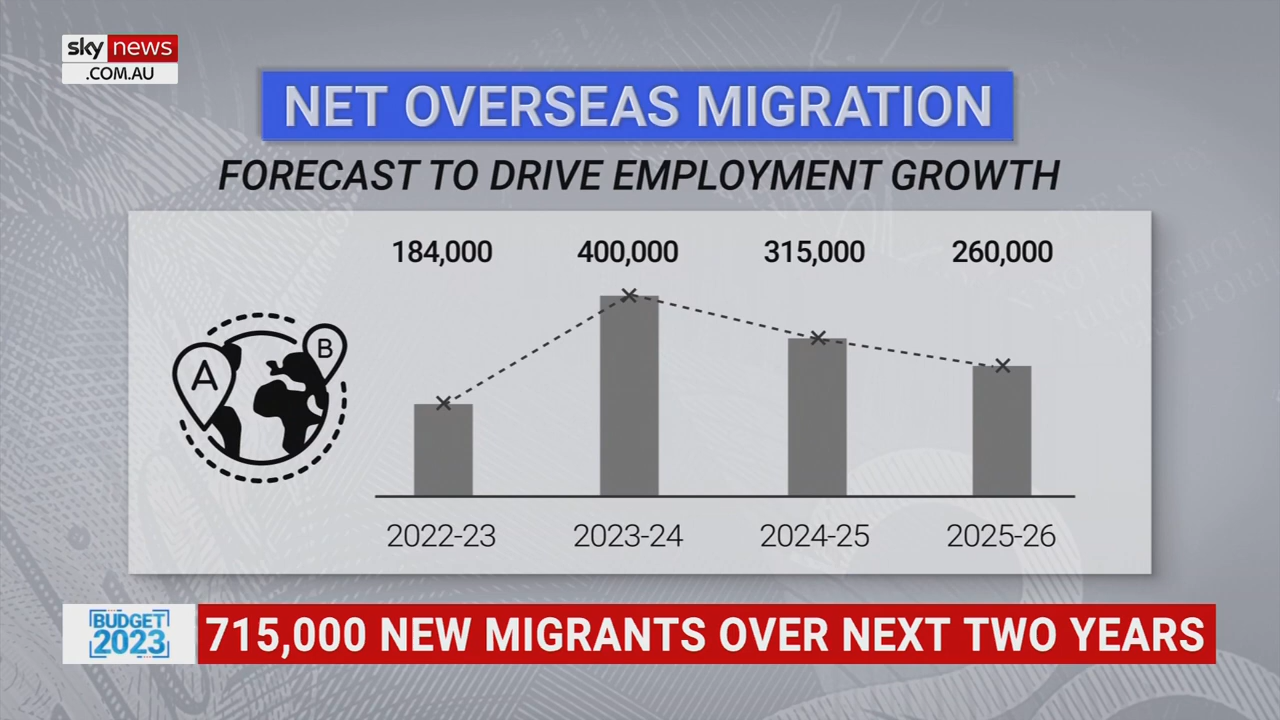 sky news
.COM.AU
NET OVERSEAS MIGRATION
FORECAST TO DRIVE EMPLOYMENT GROWTH
184,000 400,000 315,000 260,000
A B
2022-23 2023-24 2024-25 2025-26
BUDGET
2023
715,000 NEW MIGRANTS OVER NEXT TWO YEARS